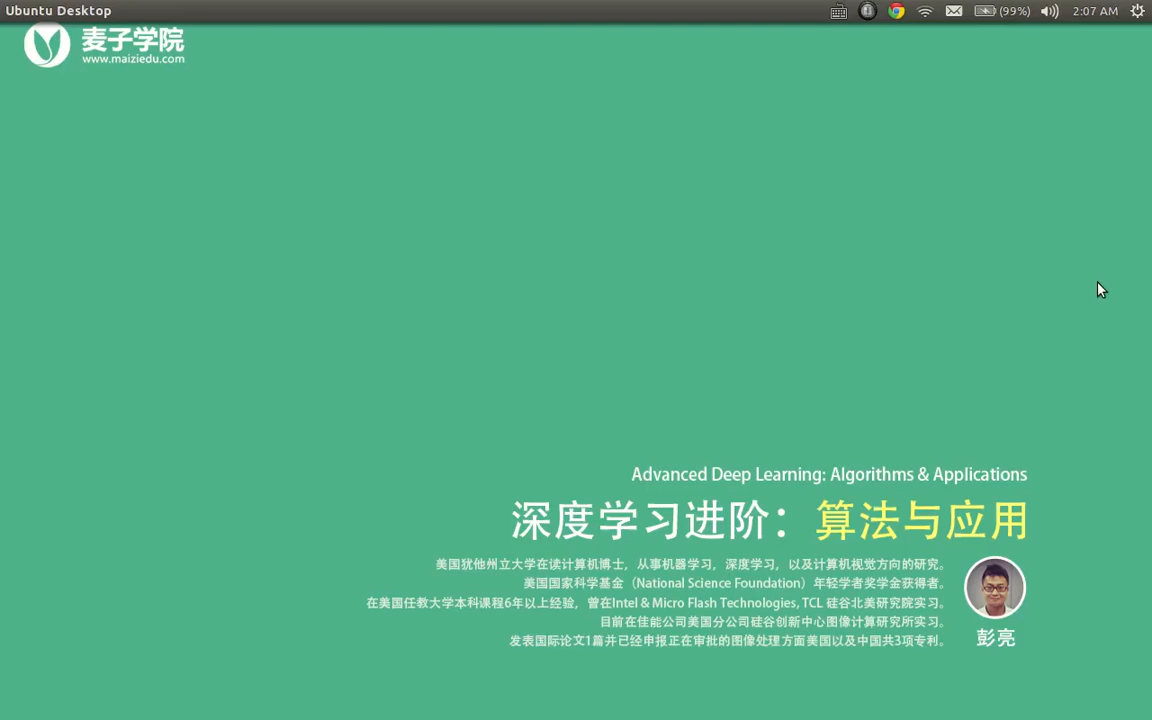 Ubuntu Desktop
(99%)
2:07 AM
麦子学院
www.maiziedu.com
Advanced Deep Learning: Algorithms & Applications
深度学习进阶：算法与应用
美国犹他州立大学在读计算机博士，从事机器学习，深度学习，以及计算机视觉方向的研究。
美国国家科学基金（National Science Foundation）年轻学者奖学金获得者。
在美国任教大学本科课程6年以上经验，曾在Intel & Micro Flash Technologies, TCL 硅谷北美研究院实习。
目前在佳能公司美国分公司硅谷创新中心图像计算研究所实习。
发表国际论文1篇并已经申报正在审批的图像处理方面美国以及中国共3项专利。
彭亮